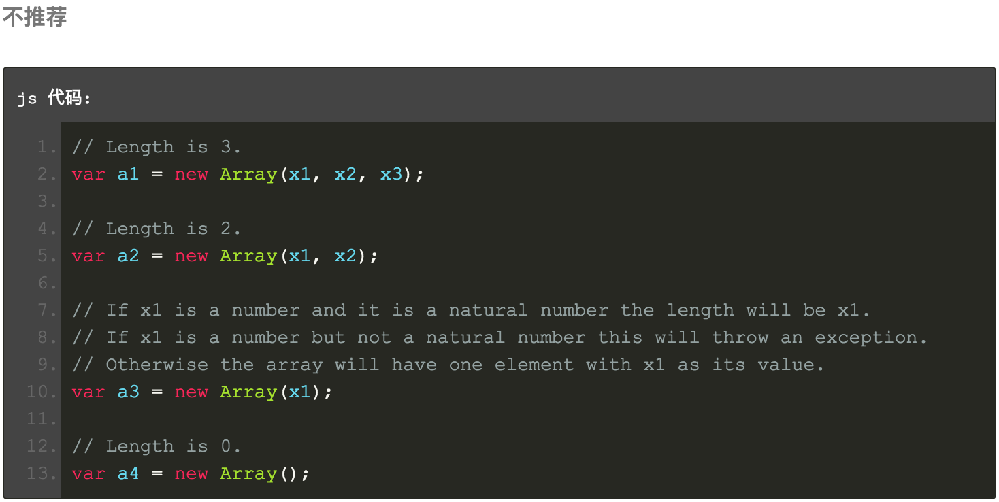 不推荐
js 代码:
1. // Length is 3.
2. var a1 = new Array(x1, x2, x3);
3.
4. // Length is 2.
5. var a2 = new Array(x1, x2);
6.
7. // If x1 is a number and it is a natural number the length will be x1.
8. // If x1 is a number but not a natural number this will throw an exception.
9. // Otherwise the array will have one element with x1 as its value.
10. var a3 = new Array(x1);
11.
12. // Length is 0.
13. var a4 = new Array();